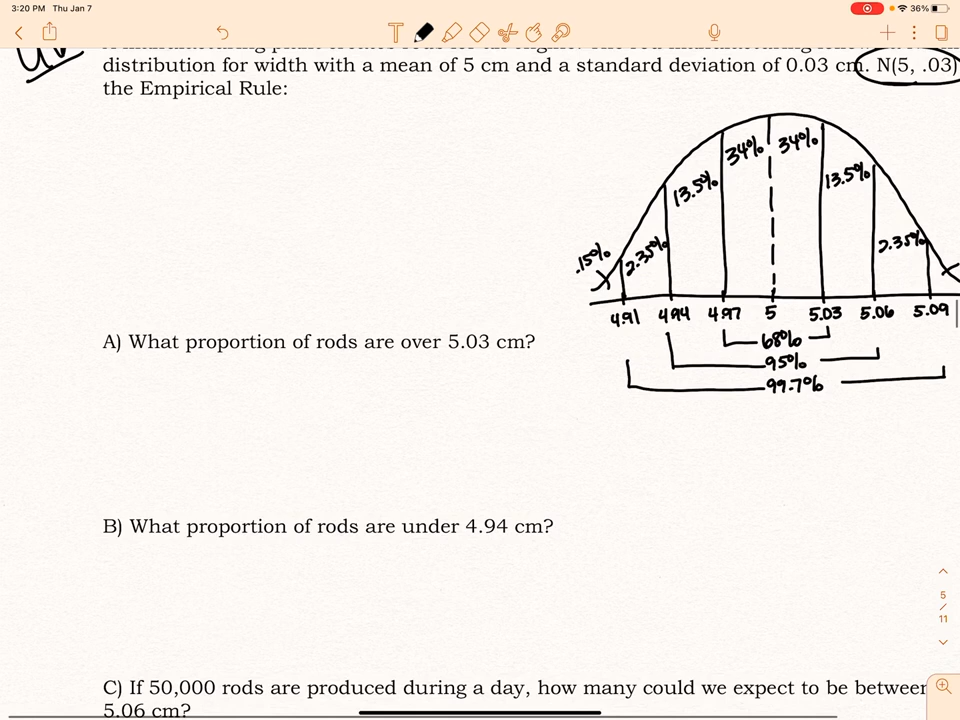 3:20 PM Thu Jan 7
36%
T
distribution for width with a mean of 5 cm and a standard deviation of 0.03 cm. N(5, .03)
the Empirical Rule:
34% 34%
13.5% 13.5%
.15% 2.35% 2.35%
4.91 4.94 4.97 5 5.03 5.06 5.09
68%
95%
99.7%
A) What proportion of rods are over 5.03 cm?
B) What proportion of rods are under 4.94 cm?
5
/
11
C) If 50,000 rods are produced during a day, how many could we expect to be between
5.06 cm?